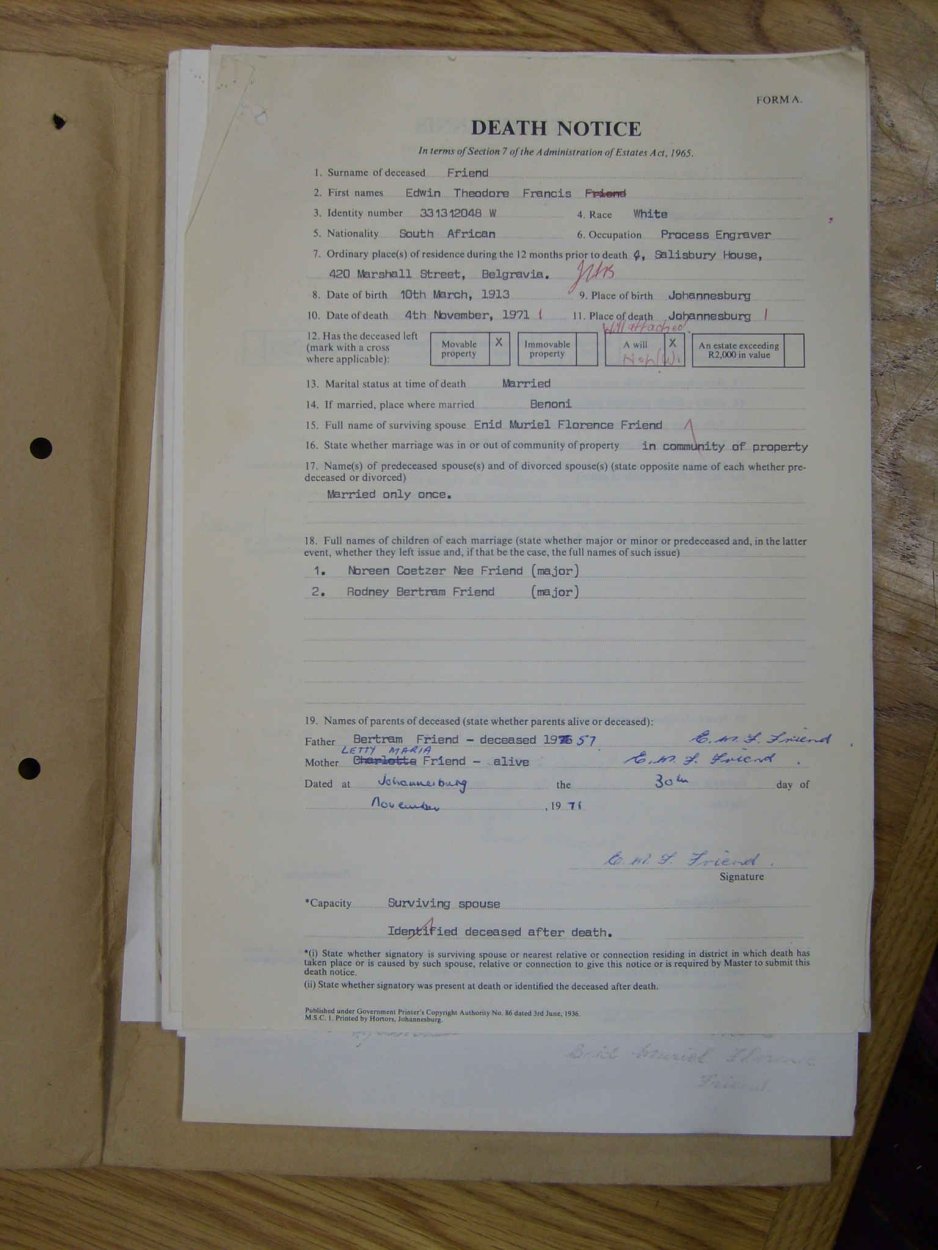 FORM A.
DEATH NOTICE
In terms of Section 7 of the Administration of Estates Act, 1965.
1. Surname of deceased Friend
2. First names Edwin Theodore Francis Friend
3. Identity number 331312048 W 4. Race White
5. Nationality South African 6. Occupation Process Engraver
7. Ordinary place(s) of residence during the 12 months prior to death 4, Salisbury House,
420 Marshall Street, Belgravia.
8. Date of birth 10th March, 1913 9. Place of birth Johannesburg
10. Date of death 4th November, 1971 11. Place of death Johannesburg
Will attached.
12. Has the deceased left (mark with a cross where applicable): Movable property X Immovable property A will X An estate exceeding R2,000 in value
13. Marital status at time of death Married
14. If married, place where married Benoni
15. Full name of surviving spouse Enid Muriel Florence Friend
16. State whether marriage was in or out of community of property in community of property
17. Name(s) of predeceased spouse(s) and of divorced spouse(s) (state opposite name of each whether pre-
deceased or divorced)
Married only once.
18. Full names of children of each marriage (state whether major or minor or predeceased and, in the latter
event, whether they left issue and, if that be the case, the full names of such issue)
1. Noreen Coetzer Nee Friend (major)
2. Rodney Bertram Friend (major)
19. Names of parents of deceased (state whether parents alive or deceased):
Father Bertram Friend - deceased 19 57 E. M. F. Friend
LETTY MARIA
Mother Charlotte Friend - alive E. M. F. Friend
Dated at Johannesburg the 30th day of
November , 19 71
E M F Friend
Signature
*Capacity Surviving spouse
Identified deceased after death.
*(i) State whether signatory is surviving spouse or nearest relative or connection residing in district in which death has
taken place or is caused by such spouse, relative or connection to give this notice or is required by Master to submit this
death notice.
(ii) State whether signatory was present at death or identified the deceased after death.
Published under Government Printer's Copyright Authority No. 86 dated 3rd June, 1936.
M.S.C. 1. Printed by Hortors, Johannesburg.
Enid Muriel Florence
Friend